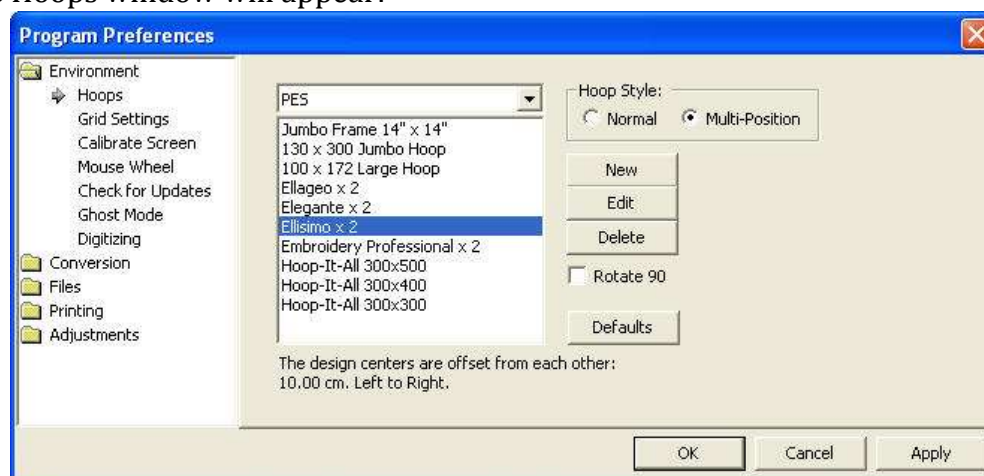 Hoops window will appear.
Program Preferences
Environment
Hoops
Grid Settings
Calibrate Screen
Mouse Wheel
Check for Updates
Ghost Mode
Digitizing
Conversion
Files
Printing
Adjustments
PES
Jumbo Frame 14" x 14"
130 x 300 Jumbo Hoop
100 x 172 Large Hoop
Ellageo x 2
Elegante x 2
Ellisimo x 2
Embroidery Professional x 2
Hoop-It-All 300x500
Hoop-It-All 300x400
Hoop-It-All 300x300
The design centers are offset from each other:
10.00 cm. Left to Right.
Hoop Style:
Normal Multi-Position
New
Edit
Delete
Rotate 90
Defaults
OK Cancel Apply